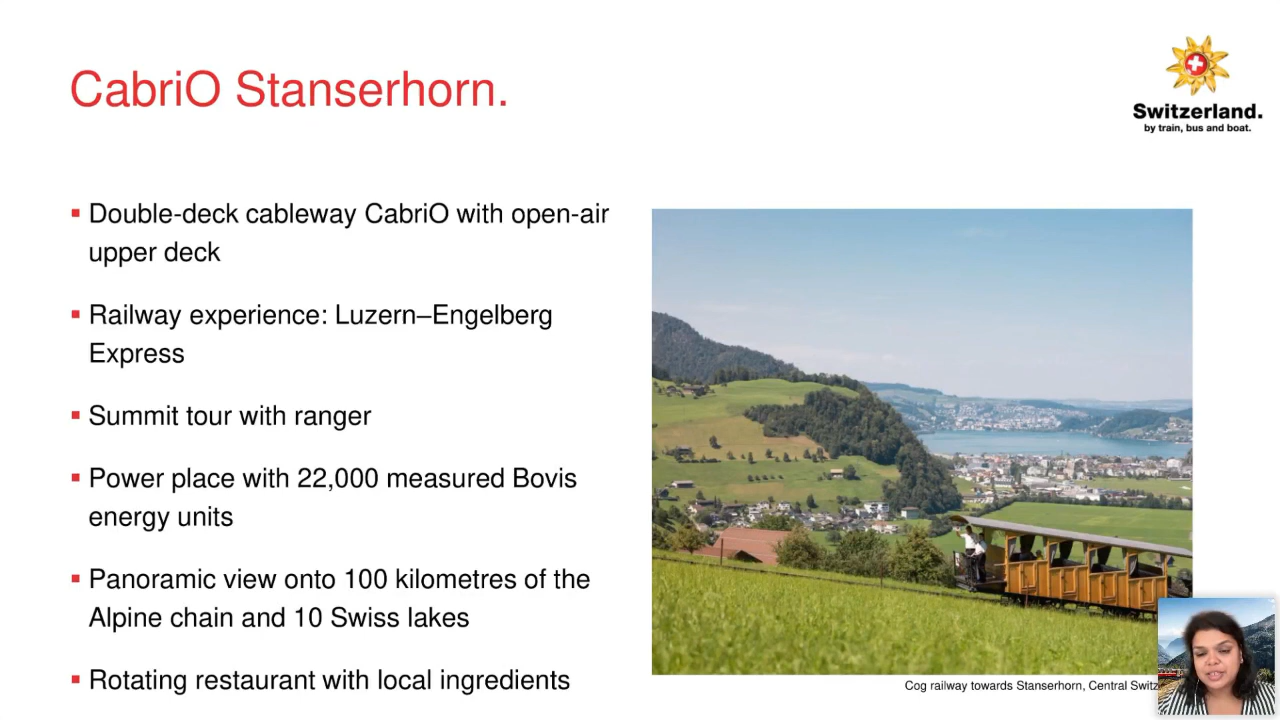 CabriO Stanserhorn.
Switzerland.
by train, bus and boat.
▪ Double-deck cableway CabriO with open-air
upper deck
▪ Railway experience: Luzern–Engelberg
Express
▪ Summit tour with ranger
▪ Power place with 22,000 measured Bovis
energy units
▪ Panoramic view onto 100 kilometres of the
Alpine chain and 10 Swiss lakes
▪ Rotating restaurant with local ingredients
Cog railway towards Stanserhorn, Central